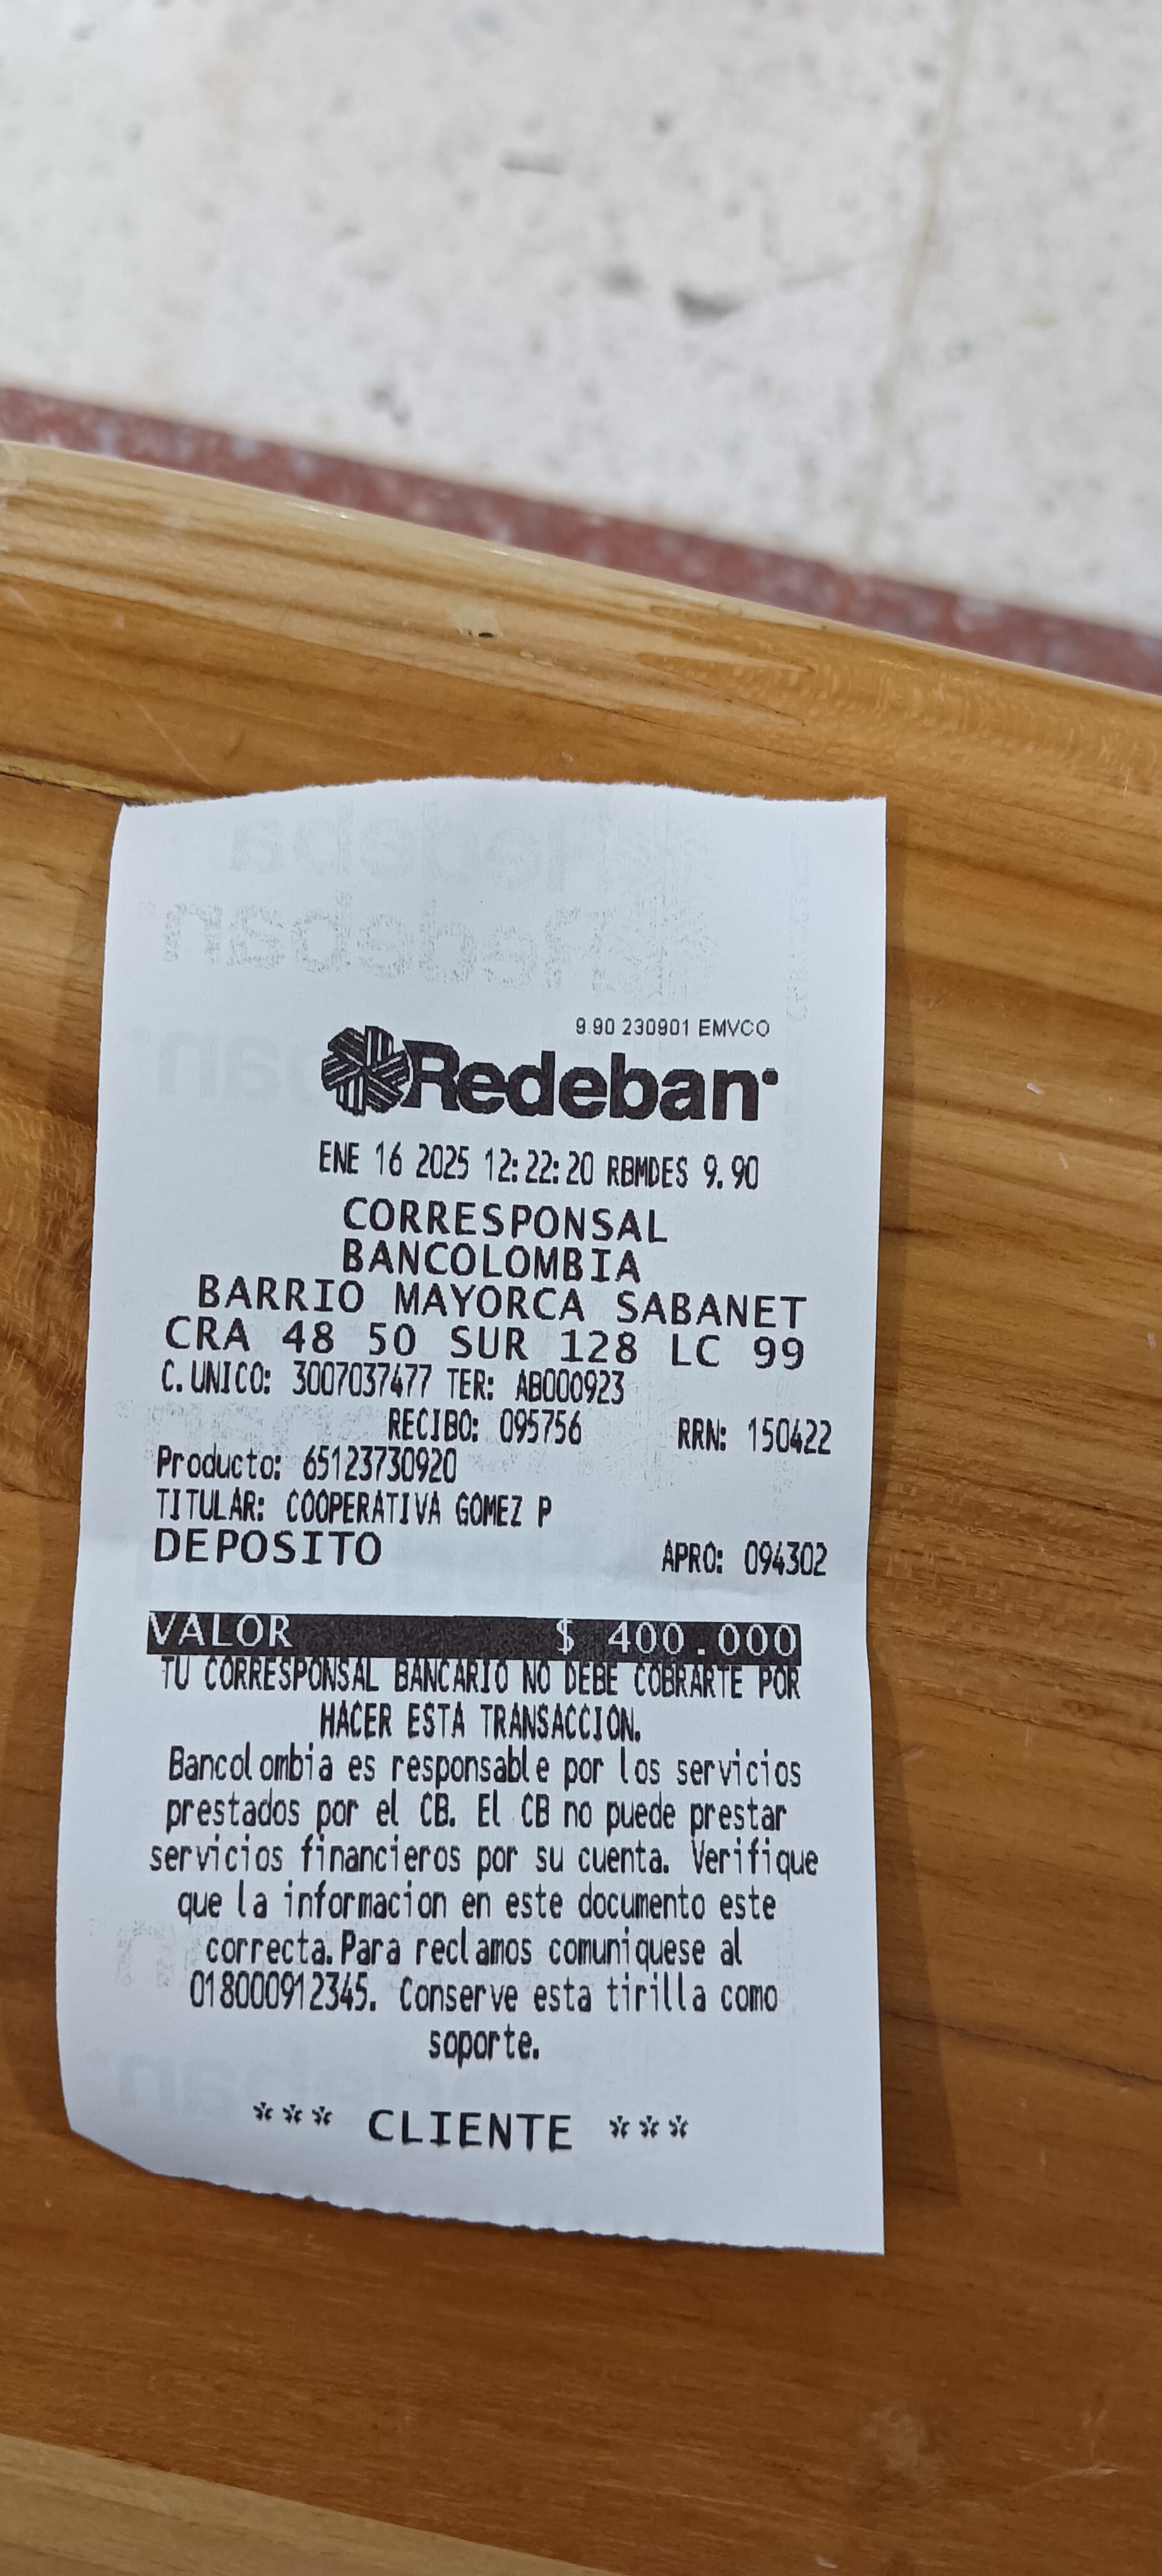 9.90 230901 EMVCO
Redeban
ENE 16 2025 12:22:20 RBMDES 9.90
CORRESPONSAL
BANCOLOMBIA
BARRIO MAYORCA SABANET
CRA 48 50 SUR 128 LC 99
C.UNICO: 3007037477 TER: AB000923
RECIBO: 095756 RRN: 150422
Producto: 65123730920
TITULAR: COOPERATIVA GOMEZ P
DEPOSITO APRO: 094302
VALOR $ 400.000
TU CORRESPONSAL BANCARIO NO DEBE COBRARTE POR
HACER ESTA TRANSACCION.
Bancolombia es responsable por los servicios
prestados por el CB. El CB no puede prestar
servicios financieros por su cuenta. Verifique
que la informacion en este documento este
correcta.Para reclamos comuniquese al
018000912345. Conserve esta tirilla como
soporte.
*** CLIENTE ***